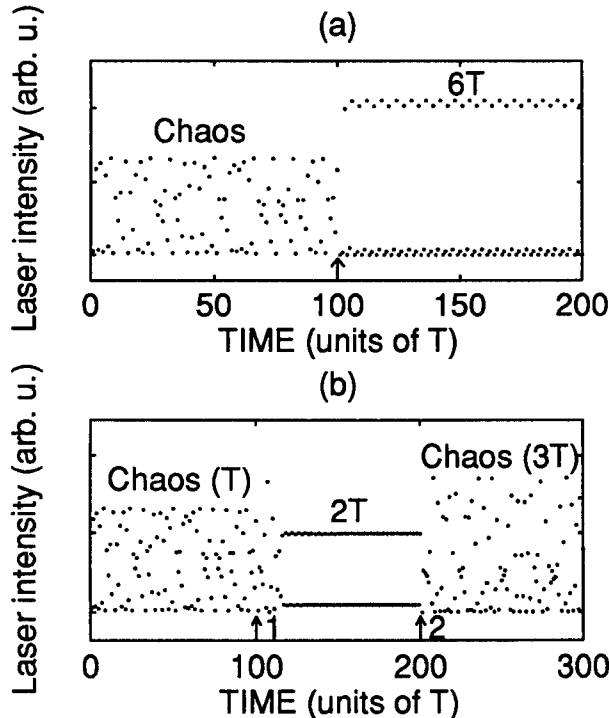 (a)
Laser intensity (arb. u.)
6T
Chaos
0 50 100 150 200
TIME (units of T)
(b)
Laser intensity (arb. u.)
Chaos (T)
2T
Chaos (3T)
1
2
0 100 200 300
TIME (units of T)